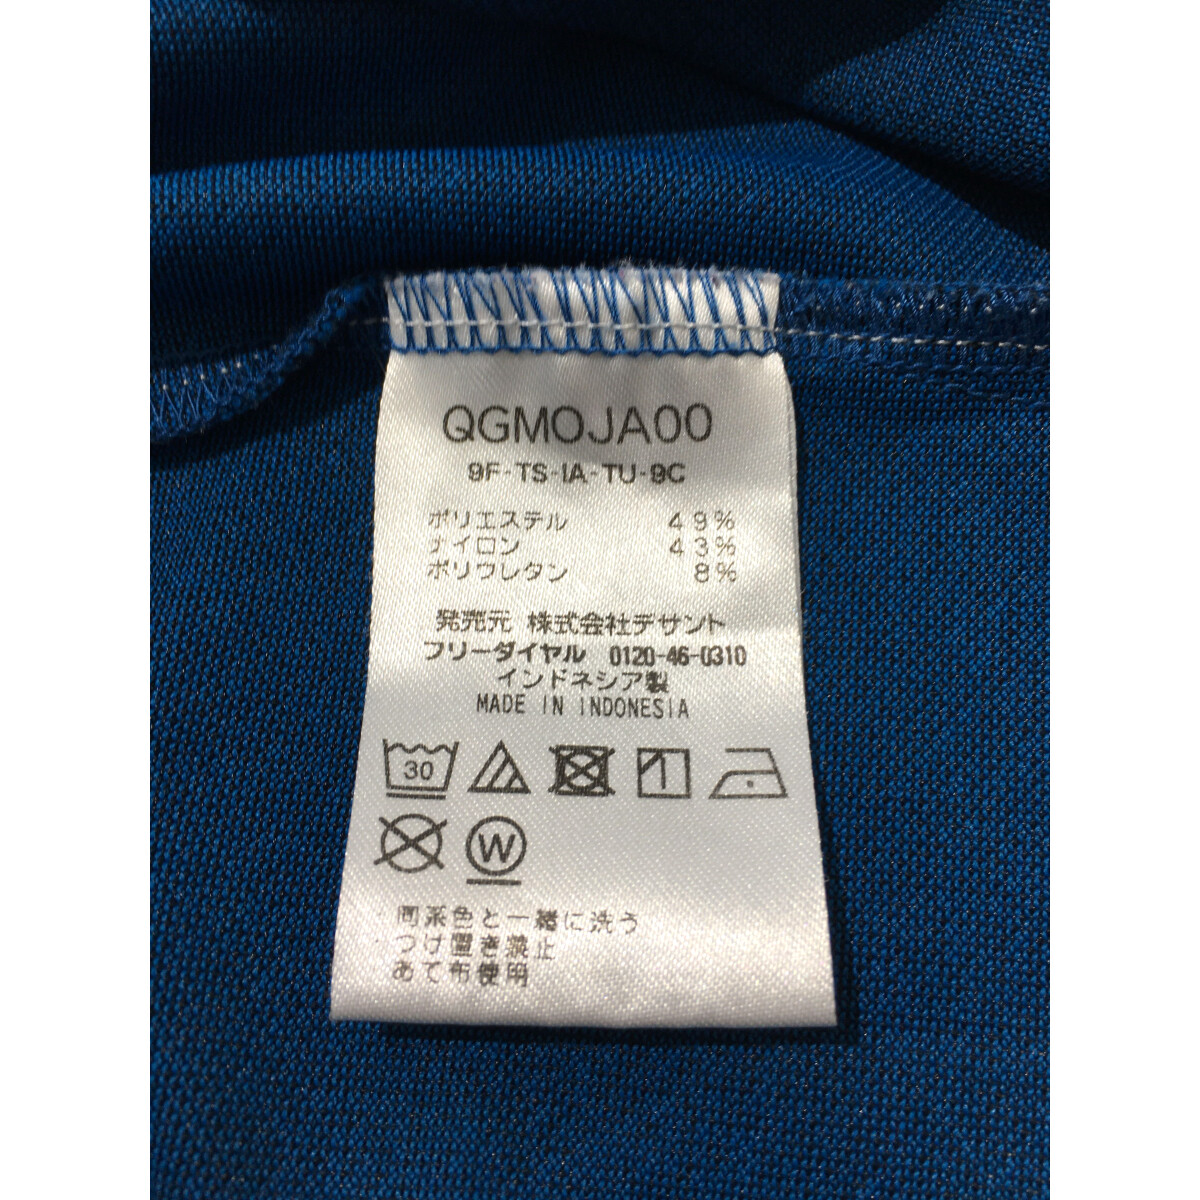 QGMOJA00
9F-TS-IA-TU-9C
ポリエステル 49%
ナイロン 43%
ポリウレタン 8%
発売元 株式会社デサント
フリーダイヤル 0120-46-0310
インドネシア製
MADE IN INDONESIA
30
W
同系色と一緒に洗う
つけ置き禁止
あて布使用